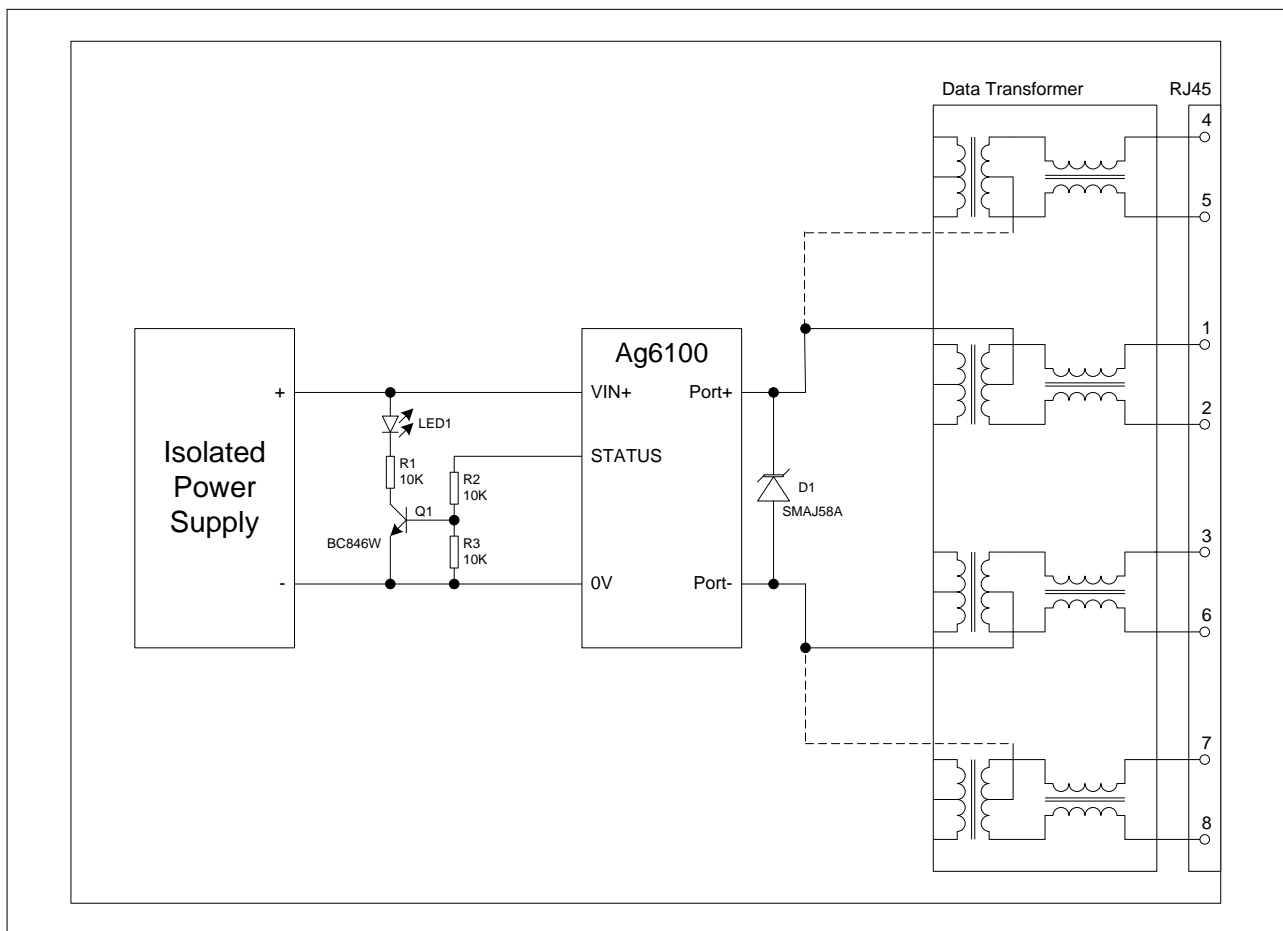 Data Transformer
RJ45
4
5
1
2
3
6
7
8
Isolated
Power
Supply
+
-
LED1
R1
10K
Q1
BC846W
R2
10K
R3
10K
Ag6100
VIN+
STATUS
0V
Port+
Port-
D1
SMAJ58A